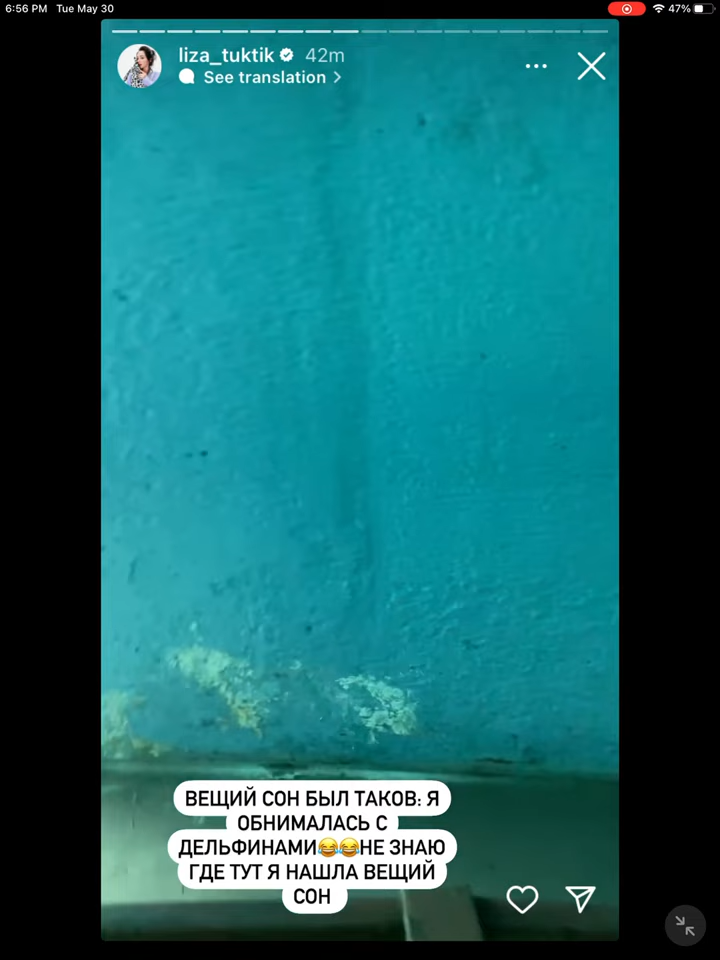 6:56 PM Tue May 30
47%
liza_tuktik 42m
See translation
ВЕЩИЙ СОН БЫЛ ТАКОВ: Я
ОБНИМАЛАСЬ С
ДЕЛЬФИНАМИ😂😂НЕ ЗНАЮ
ГДЕ ТУТ Я НАШЛА ВЕЩИЙ
СОН